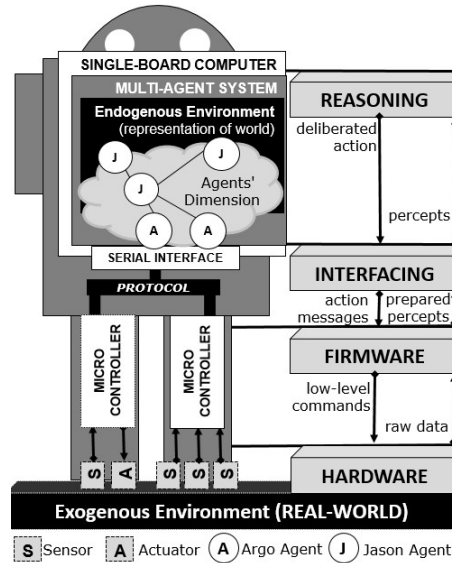 SINGLE-BOARD COMPUTER
MULTI-AGENT SYSTEM
Endogenous Environment
(representation of world)
J
J
J
Agents'
Dimension
A
A
SERIAL INTERFACE
PROTOCOL
MICRO
CONTROLLER
MICRO
CONTROLLER
S
A
S
S
S
REASONING
deliberated
action
percepts
INTERFACING
action
messages
prepared
percepts
FIRMWARE
low-level
commands
raw data
HARDWARE
Exogenous Environment (REAL-WORLD)
S Sensor A Actuator A Argo Agent J Jason Agent